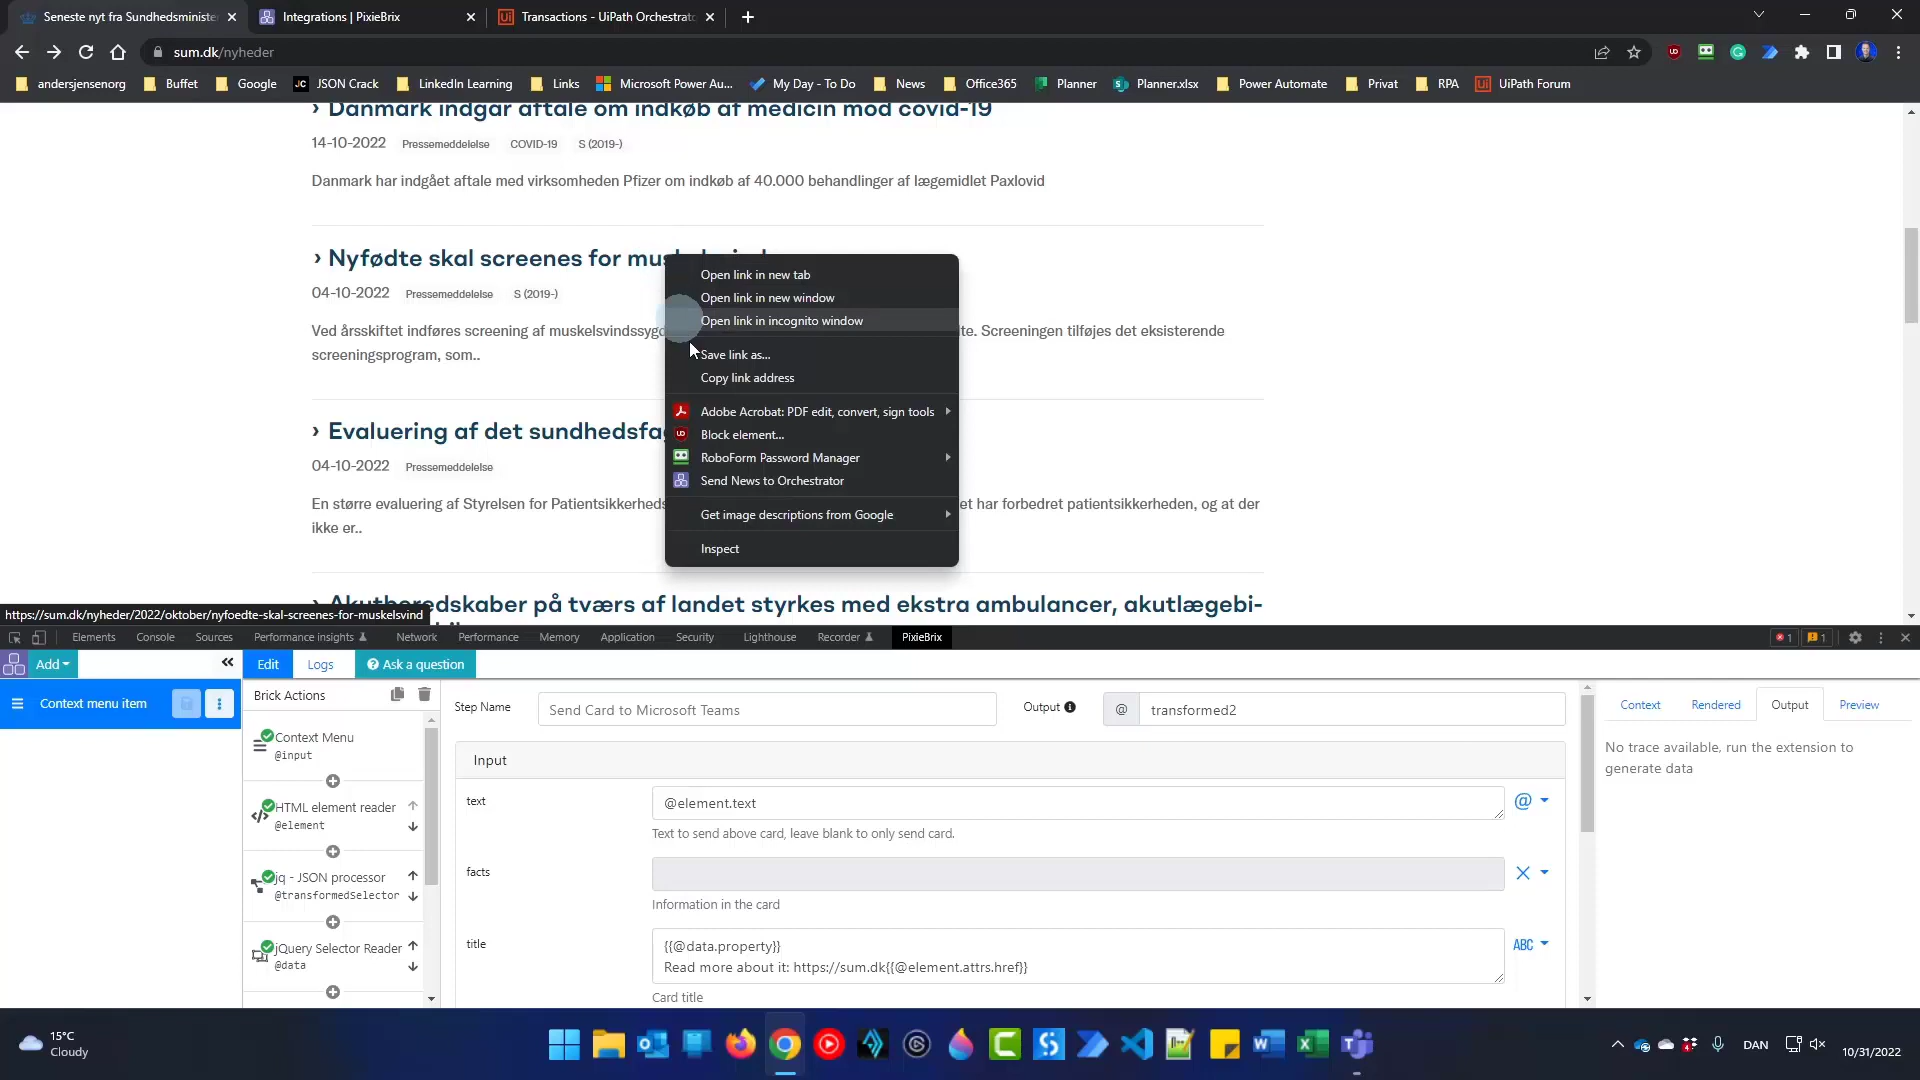 Seneste nyt fra Sundhedsminister
Integrations | PixieBrix
Transactions - UiPath Orchestrato
sum.dk/nyheder
andersjensenorg
Buffet
Google
JSON Crack
LinkedIn Learning
Links
Microsoft Power Au...
My Day - To Do
News
Office365
Planner
Planner.xlsx
Power Automate
Privat
RPA
UiPath Forum
› Danmark indgår aftale om indkøb af medicin mod covid-19
14-10-2022 Pressemeddelelse COVID-19 S (2019-)
Danmark har indgået aftale med virksomheden Pfizer om indkøb af 40.000 behandlinger af lægemidlet Paxlovid
› Nyfødte skal screenes for
04-10-2022 Pressemeddelelse S (2019-)
Ved årsskiftet indføres screening af muskelsvindssygd te. Screeningen tilføjes det eksisterende
screeningsprogram, som..
› Evaluering af det sundhedsfag
04-10-2022 Pressemeddelelse
En større evaluering af Styrelsen for Patientsikkerheds et har forbedret patientsikkerheden, og at der
ikke er..
› Akutberedskaber på tværs af landet styrkes med ekstra ambulancer, akutlægebi-
Open link in new tab
Open link in new window
Open link in incognito window
Save link as...
Copy link address
Adobe Acrobat: PDF edit, convert, sign tools
Block element...
RoboForm Password Manager
Send News to Orchestrator
Get image descriptions from Google
Inspect
https://sum.dk/nyheder/2022/oktober/nyfoedte-skal-screenes-for-muskelsvind
Elements
Console
Sources
Performance insights
Network
Performance
Memory
Application
Security
Lighthouse
Recorder
PixieBrix
1
1
Add
«
Edit
Logs
Ask a question
Context menu item
Brick Actions
Context Menu
@input
HTML element reader
@element
jq - JSON processor
@transformedSelector
jQuery Selector Reader
@data
Step Name
Send Card to Microsoft Teams
Output
@ transformed2
Input
text
@element.text
@
Text to send above card, leave blank to only send card.
facts
Information in the card
title
{{@data.property}}
Read more about it: https://sum.dk{{@element.attrs.href}}
ABC
Card title
Context
Rendered
Output
Preview
No trace available, run the extension to
generate data
15°C
Cloudy
DAN
10/31/2022